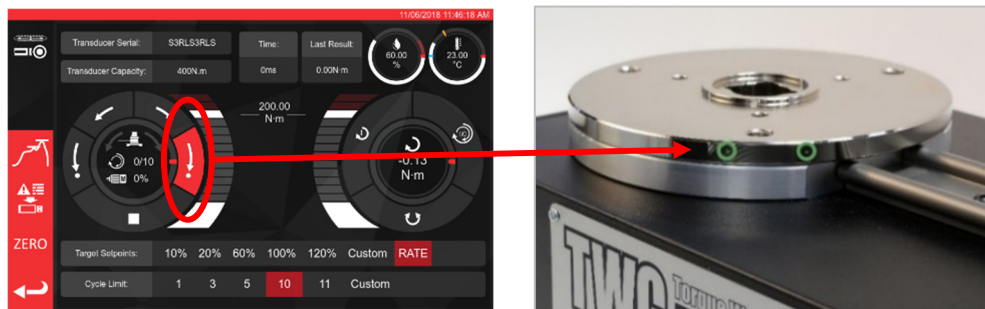 11/06/2018 11:46:18 AM
Transducer Serial: S3RLS3RLS Time: Last Result:
Transducer Capacity: 400N.m 0ms 0.00N·m
60.00
%
23.00
°C
200.00
N·m
0/10
0%
-0.13
N·m
ZERO
Target Setpoints: 10% 20% 60% 100% 120% Custom RATE
Cycle Limit: 1 3 5 10 11 Custom
TWC
Torque W